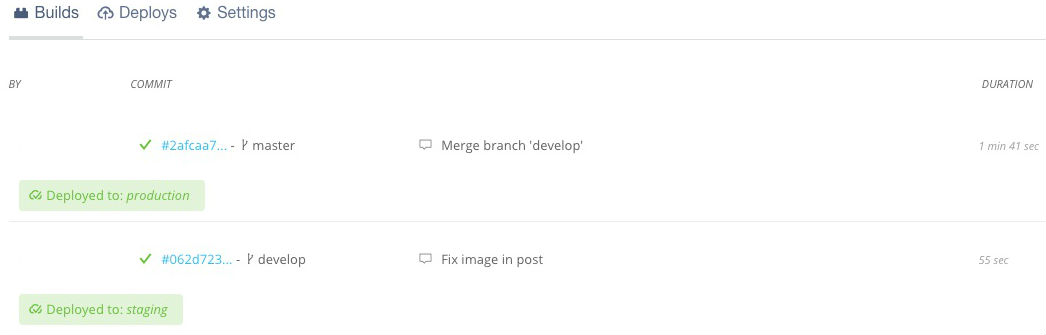 Builds Deploys Settings
BY COMMIT DURATION
#2afcaa7... - master Merge branch 'develop' 1 min 41 sec
Deployed to: production
#062d723... - develop Fix image in post 55 sec
Deployed to: staging